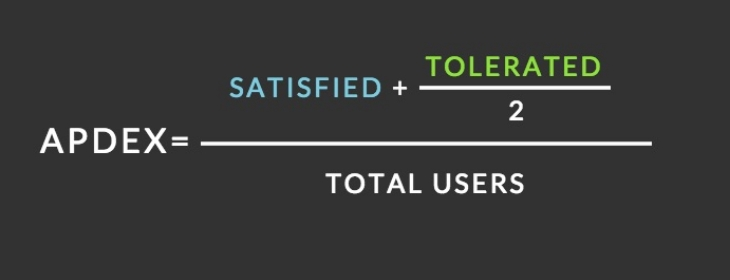 APDEX=
SATISFIED + TOLERATED
2
TOTAL USERS